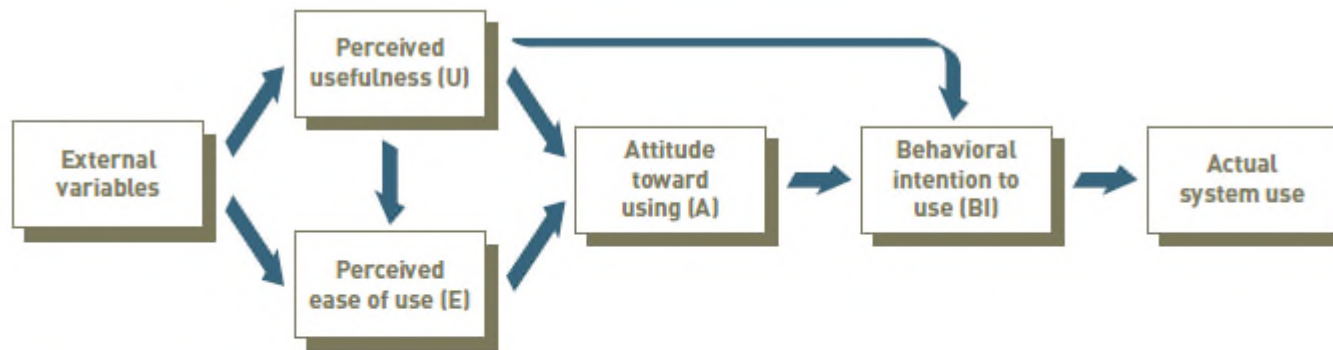 Perceived
usefulness (U)
External
variables
Attitude
toward
using (A)
Behavioral
intention to
use (BI)
Actual
system use
Perceived
ease of use (E)